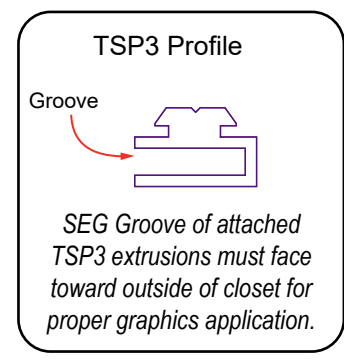 TSP3 Profile
Groove
SEG Groove of attached
TSP3 extrusions must face
toward outside of closet for
proper graphics application.